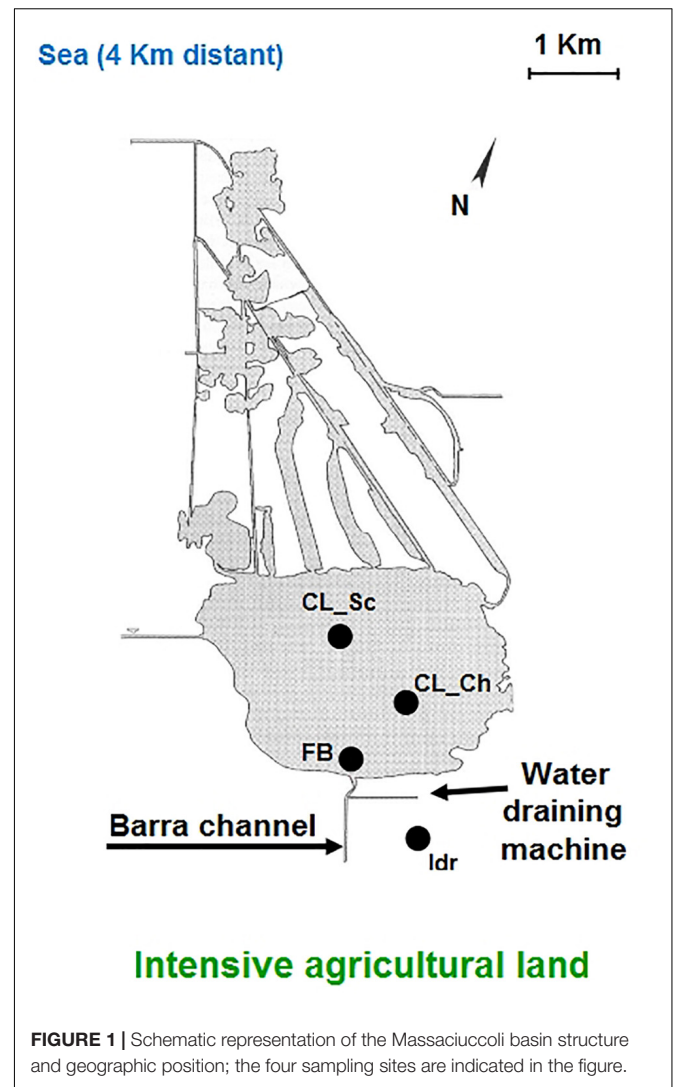 Sea (4 Km distant)
1 Km
N
CL_Sc
CL_Ch
FB
Water
draining
machine
Barra channel
Idr
Intensive agricultural land
FIGURE 1 | Schematic representation of the Massaciuccoli basin structure
and geographic position; the four sampling sites are indicated in the figure.